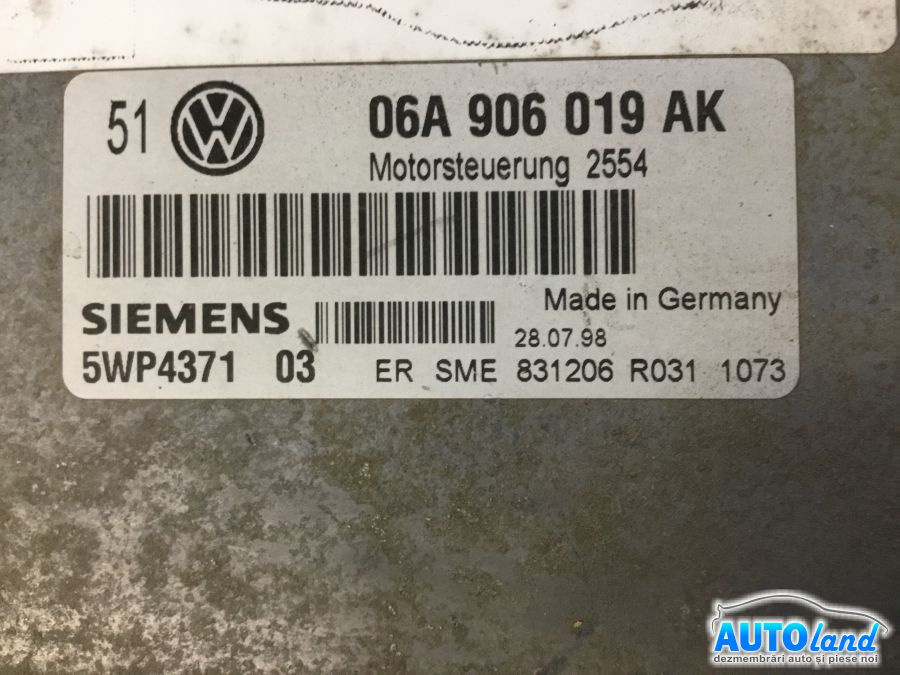 51 VW 06A 906 019 AK
Motorsteuerung 2554
Made in Germany
SIEMENS
28.07.98
5WP4371 03 ER SME 831206 R031 1073
AUTOland
dezmembrări auto și piese noi